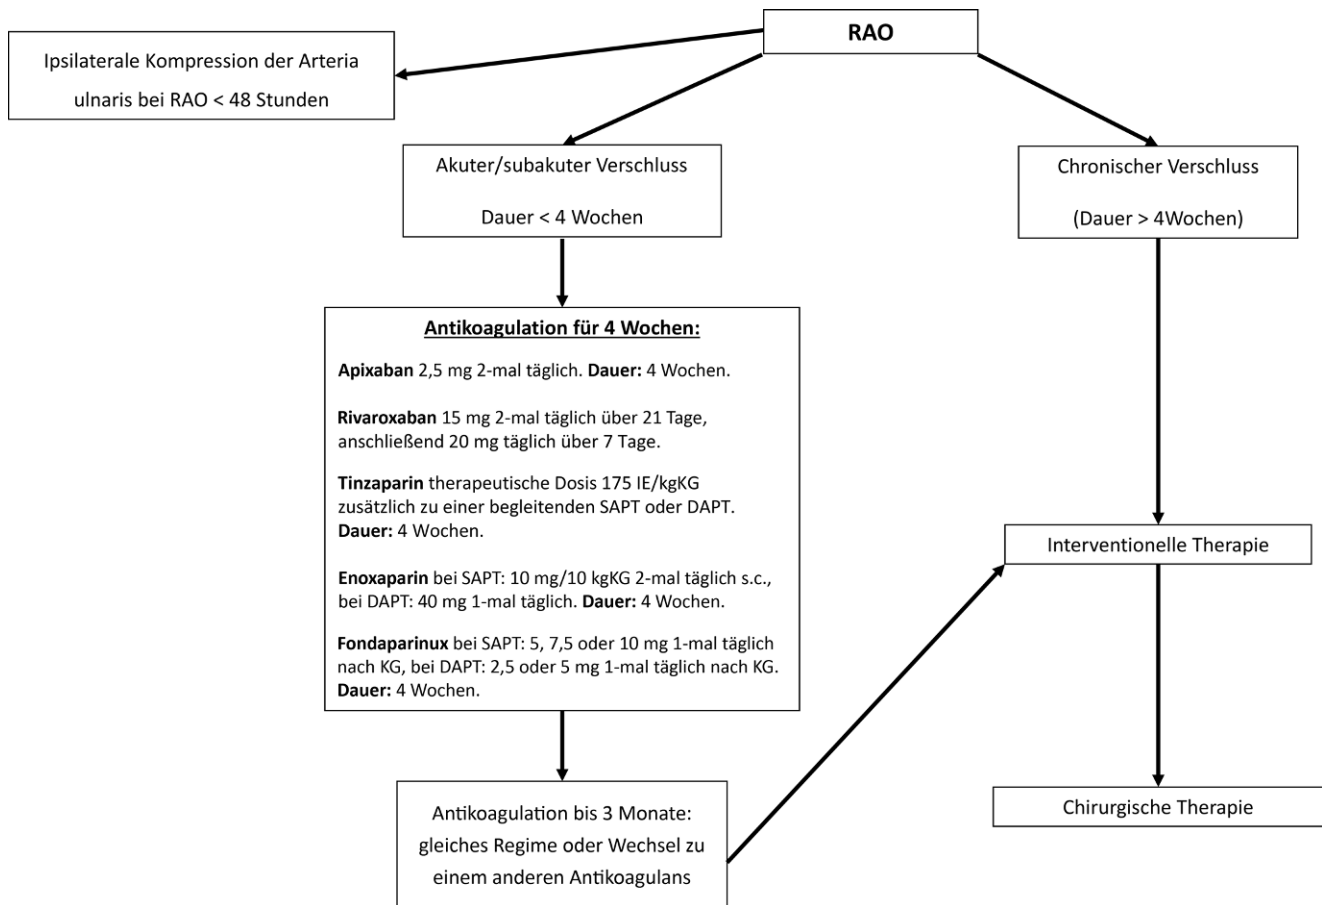 RAO
Ipsilaterale Kompression der Arteria
ulnaris bei RAO < 48 Stunden
Akuter/subakuter Verschluss
Dauer < 4 Wochen
Chronischer Verschluss
(Dauer > 4Wochen)
Antikoagulation für 4 Wochen:
Apixaban 2,5 mg 2-mal täglich. Dauer: 4 Wochen.
Rivaroxaban 15 mg 2-mal täglich über 21 Tage,
anschließend 20 mg täglich über 7 Tage.
Tinzaparin therapeutische Dosis 175 IE/kgKG
zusätzlich zu einer begleitenden SAPT oder DAPT.
Dauer: 4 Wochen.
Enoxaparin bei SAPT: 10 mg/10 kgKG 2-mal täglich s.c.,
bei DAPT: 40 mg 1-mal täglich. Dauer: 4 Wochen.
Fondaparinux bei SAPT: 5, 7,5 oder 10 mg 1-mal täglich
nach KG, bei DAPT: 2,5 oder 5 mg 1-mal täglich nach KG.
Dauer: 4 Wochen.
Interventionelle Therapie
Antikoagulation bis 3 Monate:
gleiches Regime oder Wechsel zu
einem anderen Antikoagulans
Chirurgische Therapie